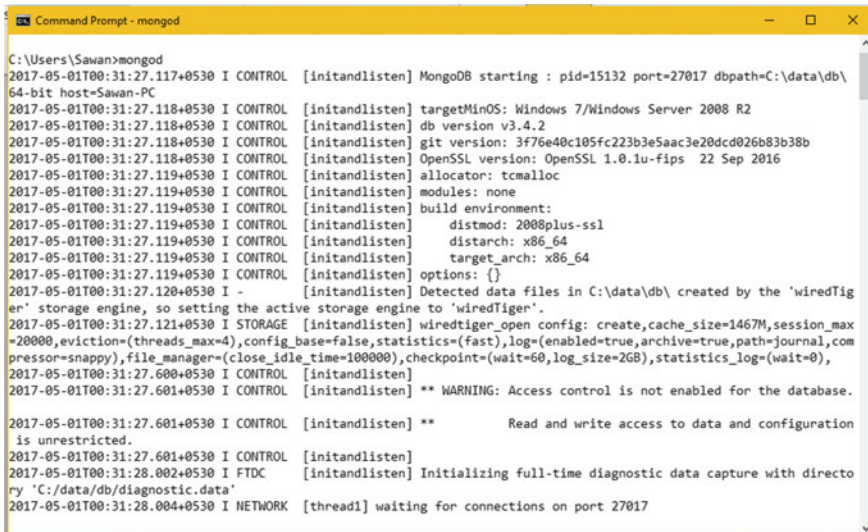 Command Prompt - mongod
C:\Users\Sawan>mongod
2017-05-01T00:31:27.117+0530 I CONTROL  [initandlisten] MongoDB starting : pid=15132 port=27017 dbpath=C:\data\db\
64-bit host=Sawan-PC
2017-05-01T00:31:27.118+0530 I CONTROL  [initandlisten] targetMinOS: Windows 7/Windows Server 2008 R2
2017-05-01T00:31:27.118+0530 I CONTROL  [initandlisten] db version v3.4.2
2017-05-01T00:31:27.118+0530 I CONTROL  [initandlisten] git version: 3f76e40c105fc223b3e5aac3e20dcd026b83b38b
2017-05-01T00:31:27.118+0530 I CONTROL  [initandlisten] OpenSSL version: OpenSSL 1.0.1u-fips  22 Sep 2016
2017-05-01T00:31:27.119+0530 I CONTROL  [initandlisten] allocator: tcmalloc
2017-05-01T00:31:27.119+0530 I CONTROL  [initandlisten] modules: none
2017-05-01T00:31:27.119+0530 I CONTROL  [initandlisten] build environment:
2017-05-01T00:31:27.119+0530 I CONTROL  [initandlisten]     distmod: 2008plus-ssl
2017-05-01T00:31:27.119+0530 I CONTROL  [initandlisten]     distarch: x86_64
2017-05-01T00:31:27.119+0530 I CONTROL  [initandlisten]     target_arch: x86_64
2017-05-01T00:31:27.119+0530 I CONTROL  [initandlisten] options: {}
2017-05-01T00:31:27.120+0530 I -        [initandlisten] Detected data files in C:\data\db\ created by the 'wiredTig
er' storage engine, so setting the active storage engine to 'wiredTiger'.
2017-05-01T00:31:27.121+0530 I STORAGE  [initandlisten] wiredtiger_open config: create,cache_size=1467M,session_max
=20000,eviction=(threads_max=4),config_base=false,statistics=(fast),log=(enabled=true,archive=true,path=journal,com
pressor=snappy),file_manager=(close_idle_time=100000),checkpoint=(wait=60,log_size=2GB),statistics_log=(wait=0),
2017-05-01T00:31:27.600+0530 I CONTROL  [initandlisten]
2017-05-01T00:31:27.601+0530 I CONTROL  [initandlisten] ** WARNING: Access control is not enabled for the database.
2017-05-01T00:31:27.601+0530 I CONTROL  [initandlisten] **          Read and write access to data and configuration
 is unrestricted.
2017-05-01T00:31:27.601+0530 I CONTROL  [initandlisten]
2017-05-01T00:31:28.002+0530 I FTDC     [initandlisten] Initializing full-time diagnostic data capture with directo
ry 'C:/data/db/diagnostic.data'
2017-05-01T00:31:28.004+0530 I NETWORK  [thread1] waiting for connections on port 27017